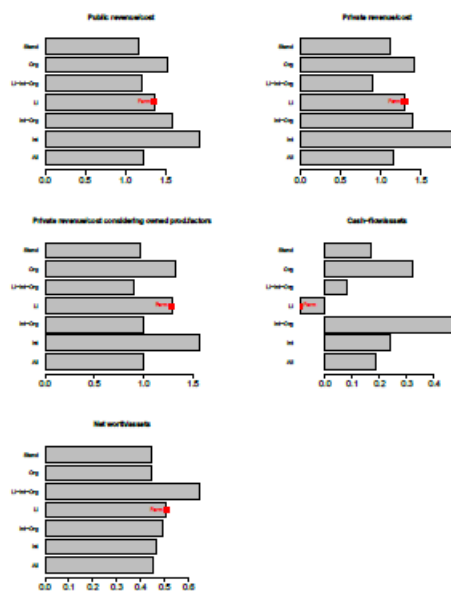 Public revenue/cost
Stand
Org
LI-Int-Org
LI
Int-Org
Int
All
Farm
0.0 0.5 1.0 1.5
Private revenue/cost
Stand
Org
LI-Int-Org
LI
Int-Org
Int
All
Farm
0.0 0.5 1.0 1.5
Private revenue/cost considering owned prod.factors
Stand
Org
LI-Int-Org
LI
Int-Org
Int
All
Farm
0.0 0.5 1.0 1.5
Cash-flow/assets
Stand
Org
LI-Int-Org
LI
Int-Org
Int
All
Farm
0.0 0.1 0.2 0.3 0.4
Net worth/assets
Stand
Org
LI-Int-Org
LI
Int-Org
Int
All
Farm
0.0 0.1 0.2 0.3 0.4 0.5 0.6